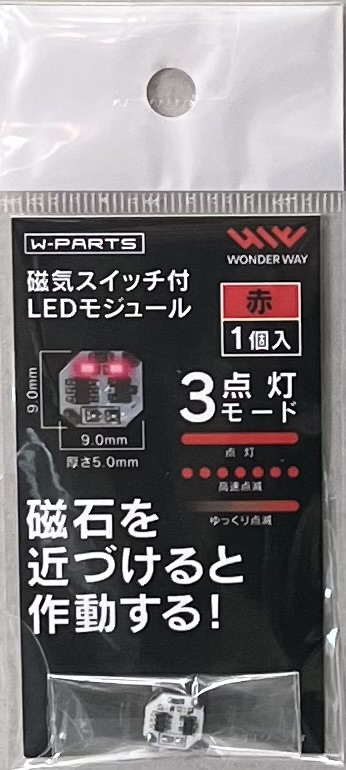 W-PARTS
WONDER WAY
磁気スイッチ付
LEDモジュール
赤
1個入
9.0mm
9.0mm
厚さ5.0mm
3点灯
モード
点灯
高速点滅
ゆっくり点滅
磁石を
近づけると
作動する!